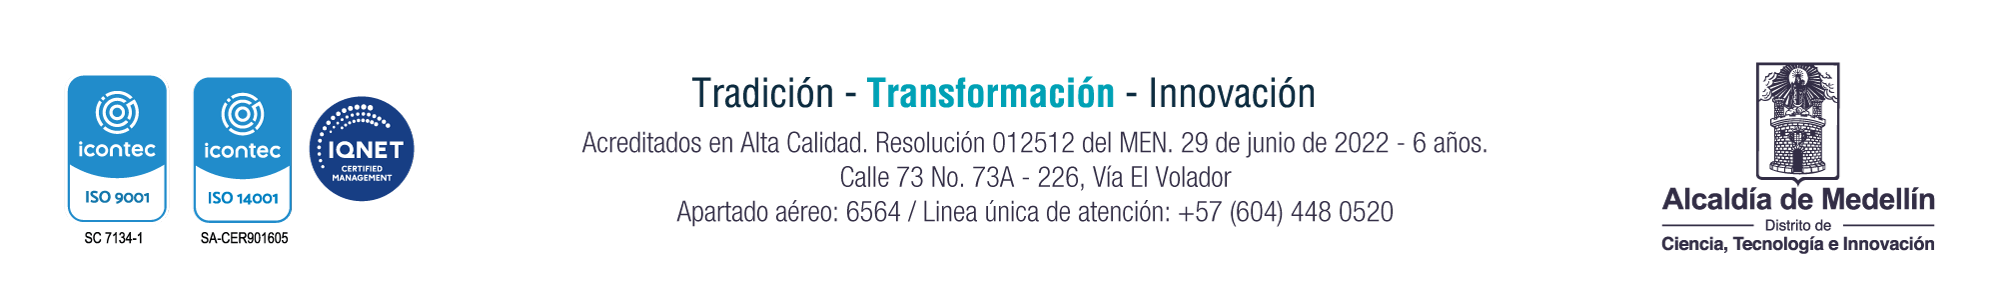 icontec
ISO 9001
SC 7134-1
icontec
ISO 14001
SA-CER901605
IQNET
CERTIFIED
MANAGEMENT
Tradición - Transformación - Innovación
Acreditados en Alta Calidad. Resolución 012512 del MEN. 29 de junio de 2022 - 6 años.
Calle 73 No. 73A - 226, Vía El Volador
Apartado aéreo: 6564 / Linea única de atención: +57 (604) 448 0520
Alcaldía de Medellín
Distrito de
Ciencia, Tecnología e Innovación